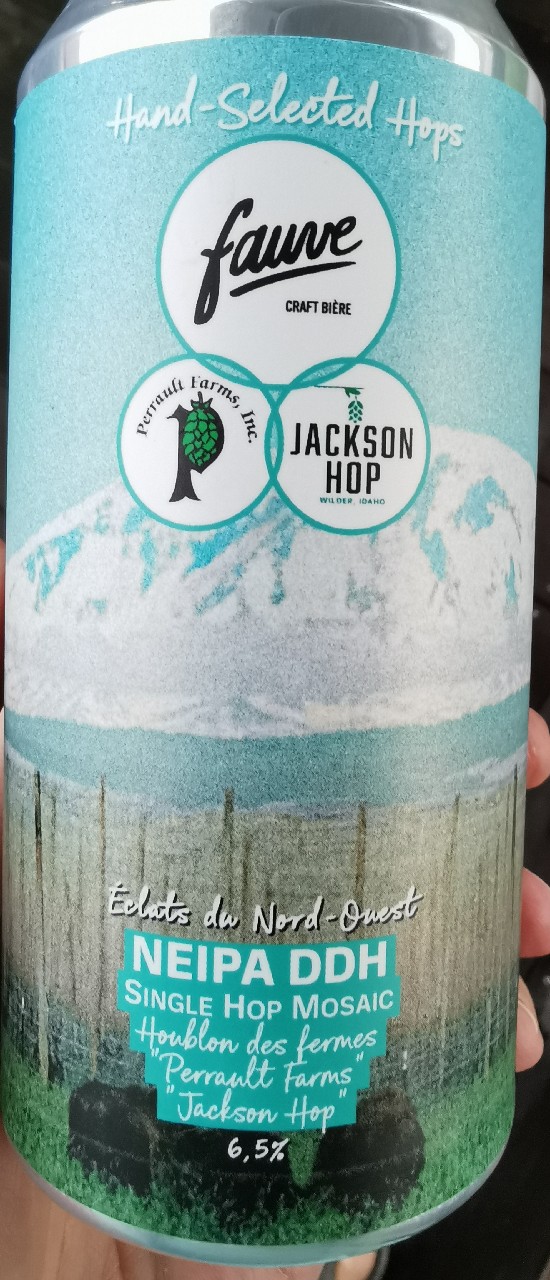 Hand-Selected Hops
fauve
CRAFT BIÈRE
Perrault Farms, Inc.
P
JACKSON
HOP
WILDER, IDAHO
Éclats du Nord-Ouest
NEIPA DDH
SINGLE HOP MOSAIC
Houblon des fermes
"Perrault Farms"
"Jackson Hop"
6,5%